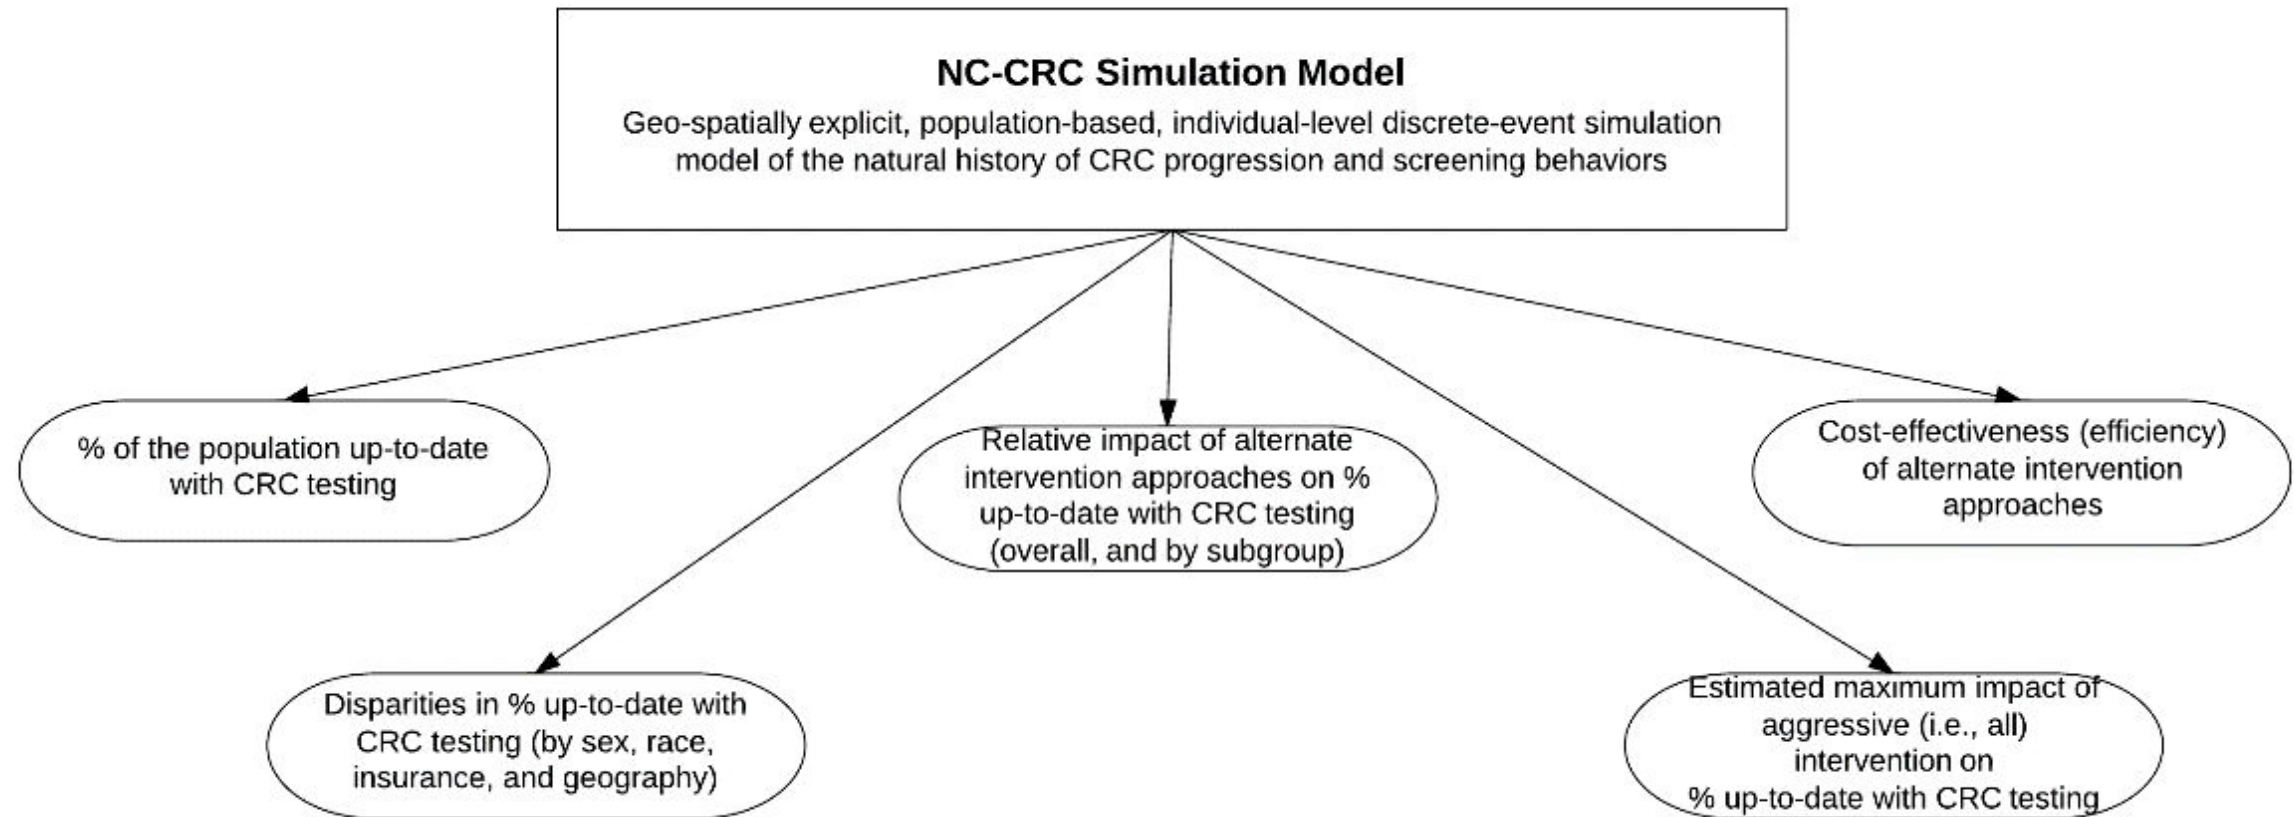 NC-CRC Simulation Model
Geo-spatially explicit, population-based, individual-level discrete-event simulation
model of the natural history of CRC progression and screening behaviors
% of the population up-to-date
with CRC testing
Relative impact of alternate
intervention approaches on %
up-to-date with CRC testing
(overall, and by subgroup)
Cost-effectiveness (efficiency)
of alternate intervention
approaches
Disparities in % up-to-date with
CRC testing (by sex, race,
insurance, and geography)
Estimated maximum impact of
aggressive (i.e., all)
intervention on
% up-to-date with CRC testing